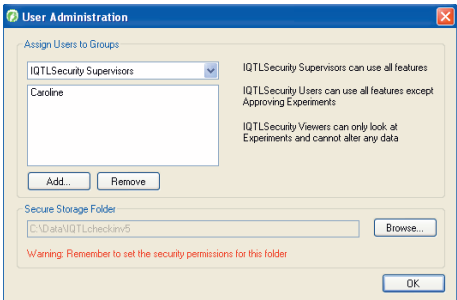 User Administration
Assign Users to Groups
IQTLSecurity Supervisors
Caroline
IQTLSecurity Supervisors can use all features
IQTLSecurity Users can use all features except
Approving Experiments
IQTLSecurity Viewers can only look at
Experiments and cannot alter any data
Add...
Remove
Secure Storage Folder
C:\Data\IQTLcheckinv5
Browse...
Warning: Remember to set the security permissions for this folder
OK